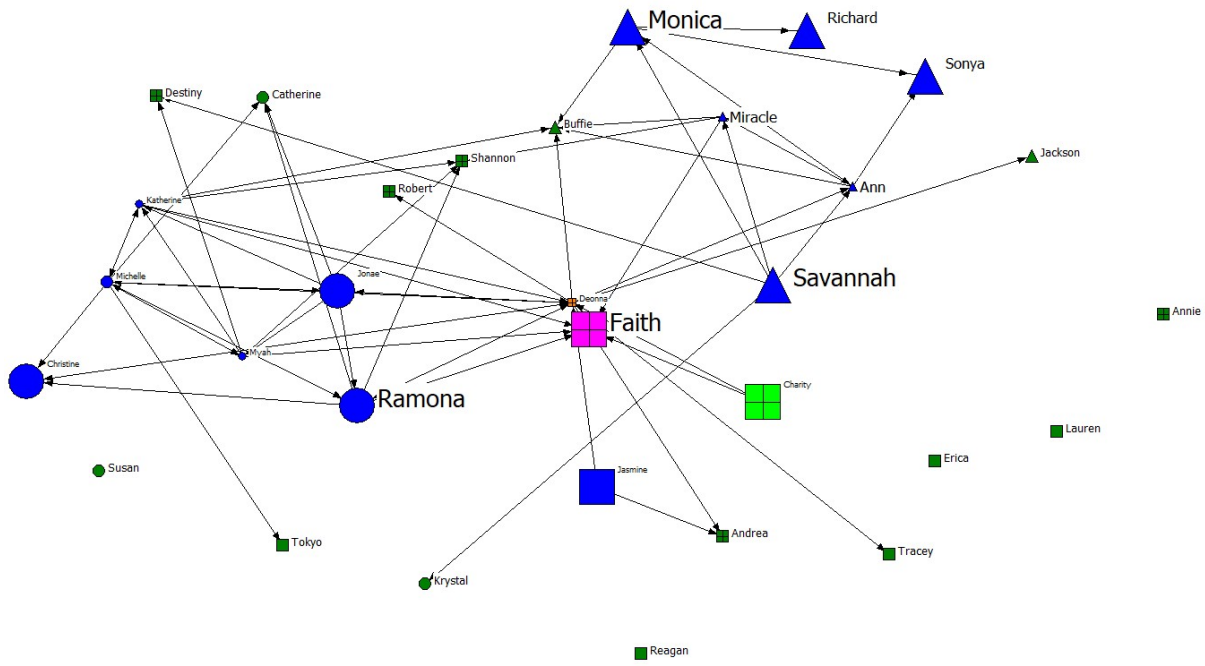 Monica
Richard
Sonya
Destiny
Catherine
Buffie
Miracle
Shannon
Jackson
Robert
Ann
Katherine
Michelle
Jonae
Savannah
Deonna
Faith
Annie
Myah
Christine
Charity
Ramona
Lauren
Susan
Erica
Jasmine
Andrea
Tokyo
Tracey
Krystal
Reagan